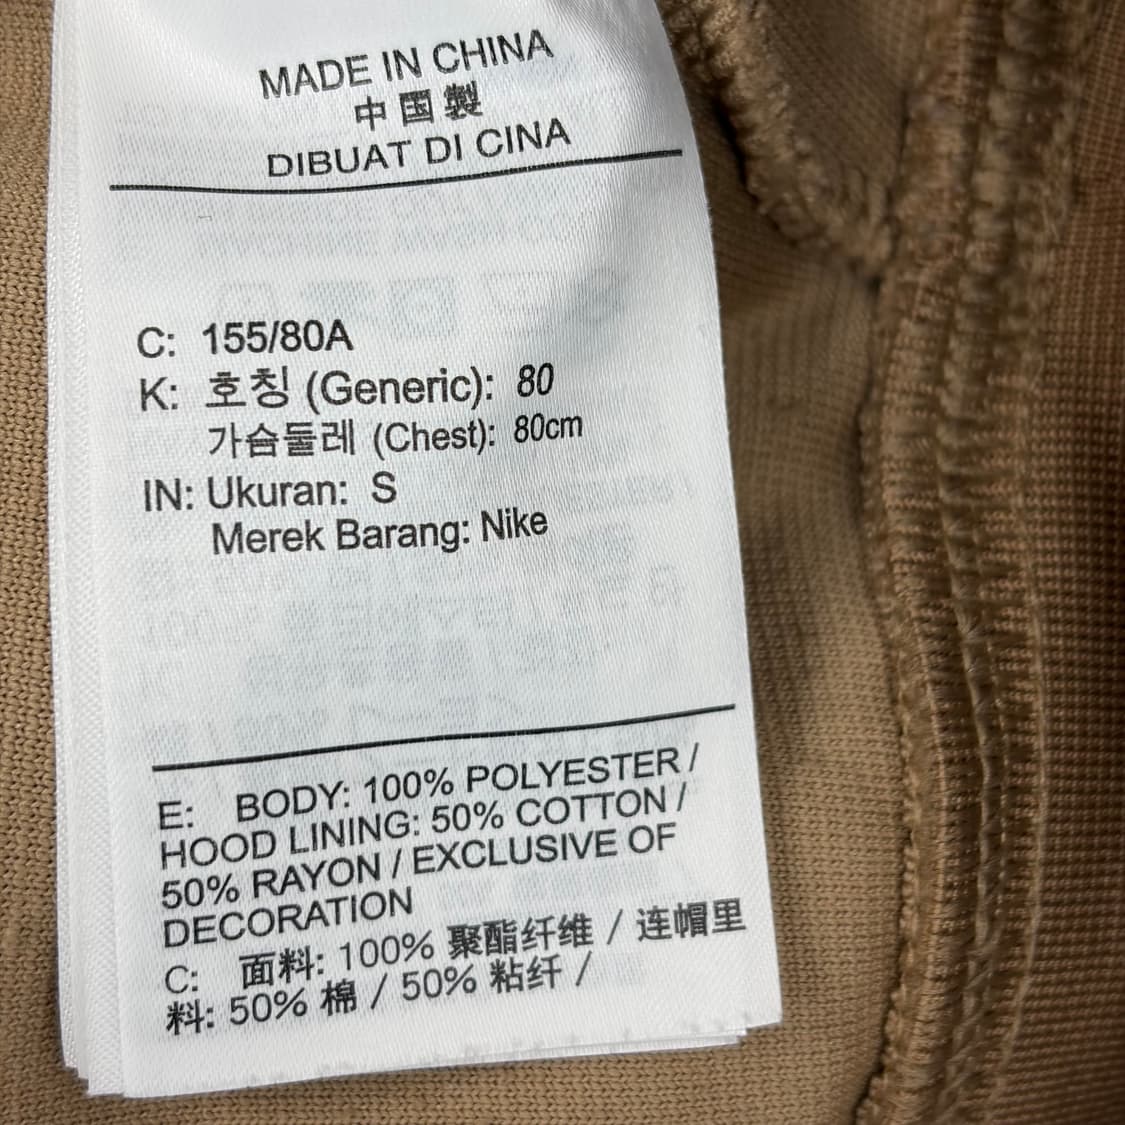 MADE IN CHINA
中国製
DIBUAT DI CINA
C: 155/80A
K: 호칭 (Generic): 80
가슴둘레 (Chest): 80cm
IN: Ukuran: S
Merek Barang: Nike
E: BODY: 100% POLYESTER /
HOOD LINING: 50% COTTON /
50% RAYON / EXCLUSIVE OF
DECORATION
C: 面料: 100% 聚酯纤维 / 连帽里
料: 50% 棉 / 50% 粘纤 /